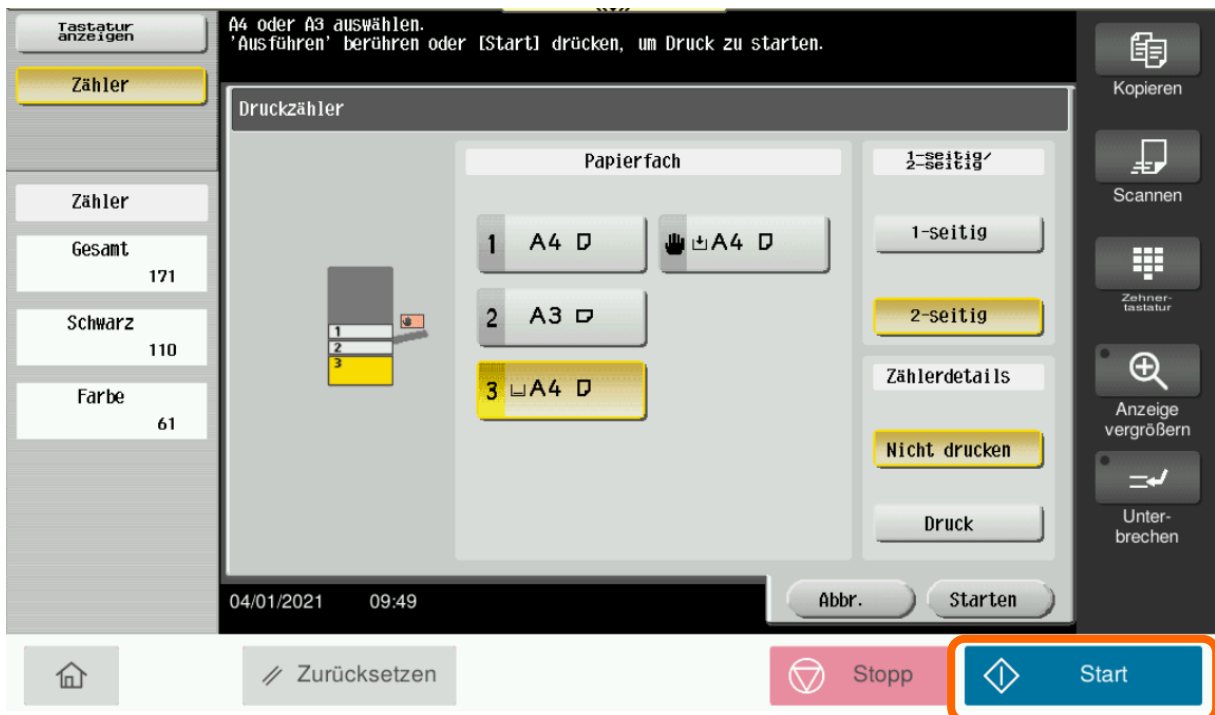 Tastatur
anzeigen
Zähler
Zähler
Gesamt
171
Schwarz
110
Farbe
61
A4 oder A3 auswählen.
'Ausführen' berühren oder [Start] drücken, um Druck zu starten.
Druckzähler
Papierfach
1 A4
A4
2 A3
3 A4
1
2
3
1-seitig/
2-seitig
1-seitig
2-seitig
Zählerdetails
Nicht drucken
Druck
04/01/2021 09:49
Abbr.
Starten
Kopieren
Scannen
Zehner-
tastatur
Anzeige
vergrößern
Unter-
brechen
Zurücksetzen
Stopp
Start